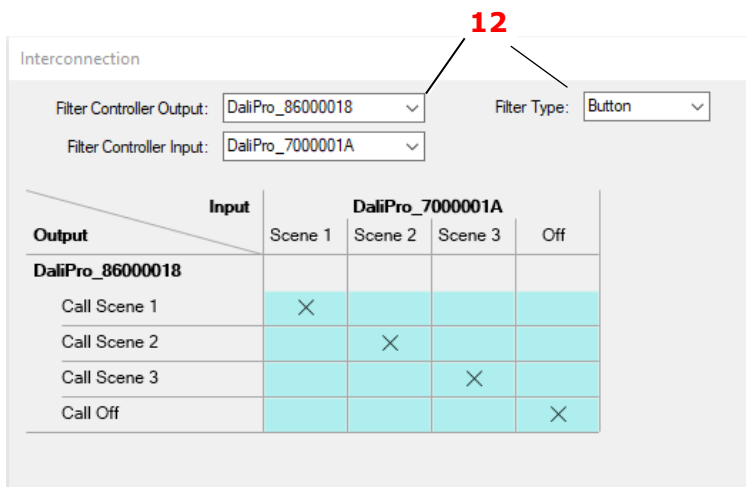 12
Interconnection
Filter Controller Output: DaliPro_86000018 Filter Type: Button
Filter Controller Input: DaliPro_7000001A
Input DaliPro_7000001A
Output Scene 1 Scene 2 Scene 3 Off
DaliPro_86000018
Call Scene 1
Call Scene 2
Call Scene 3
Call Off